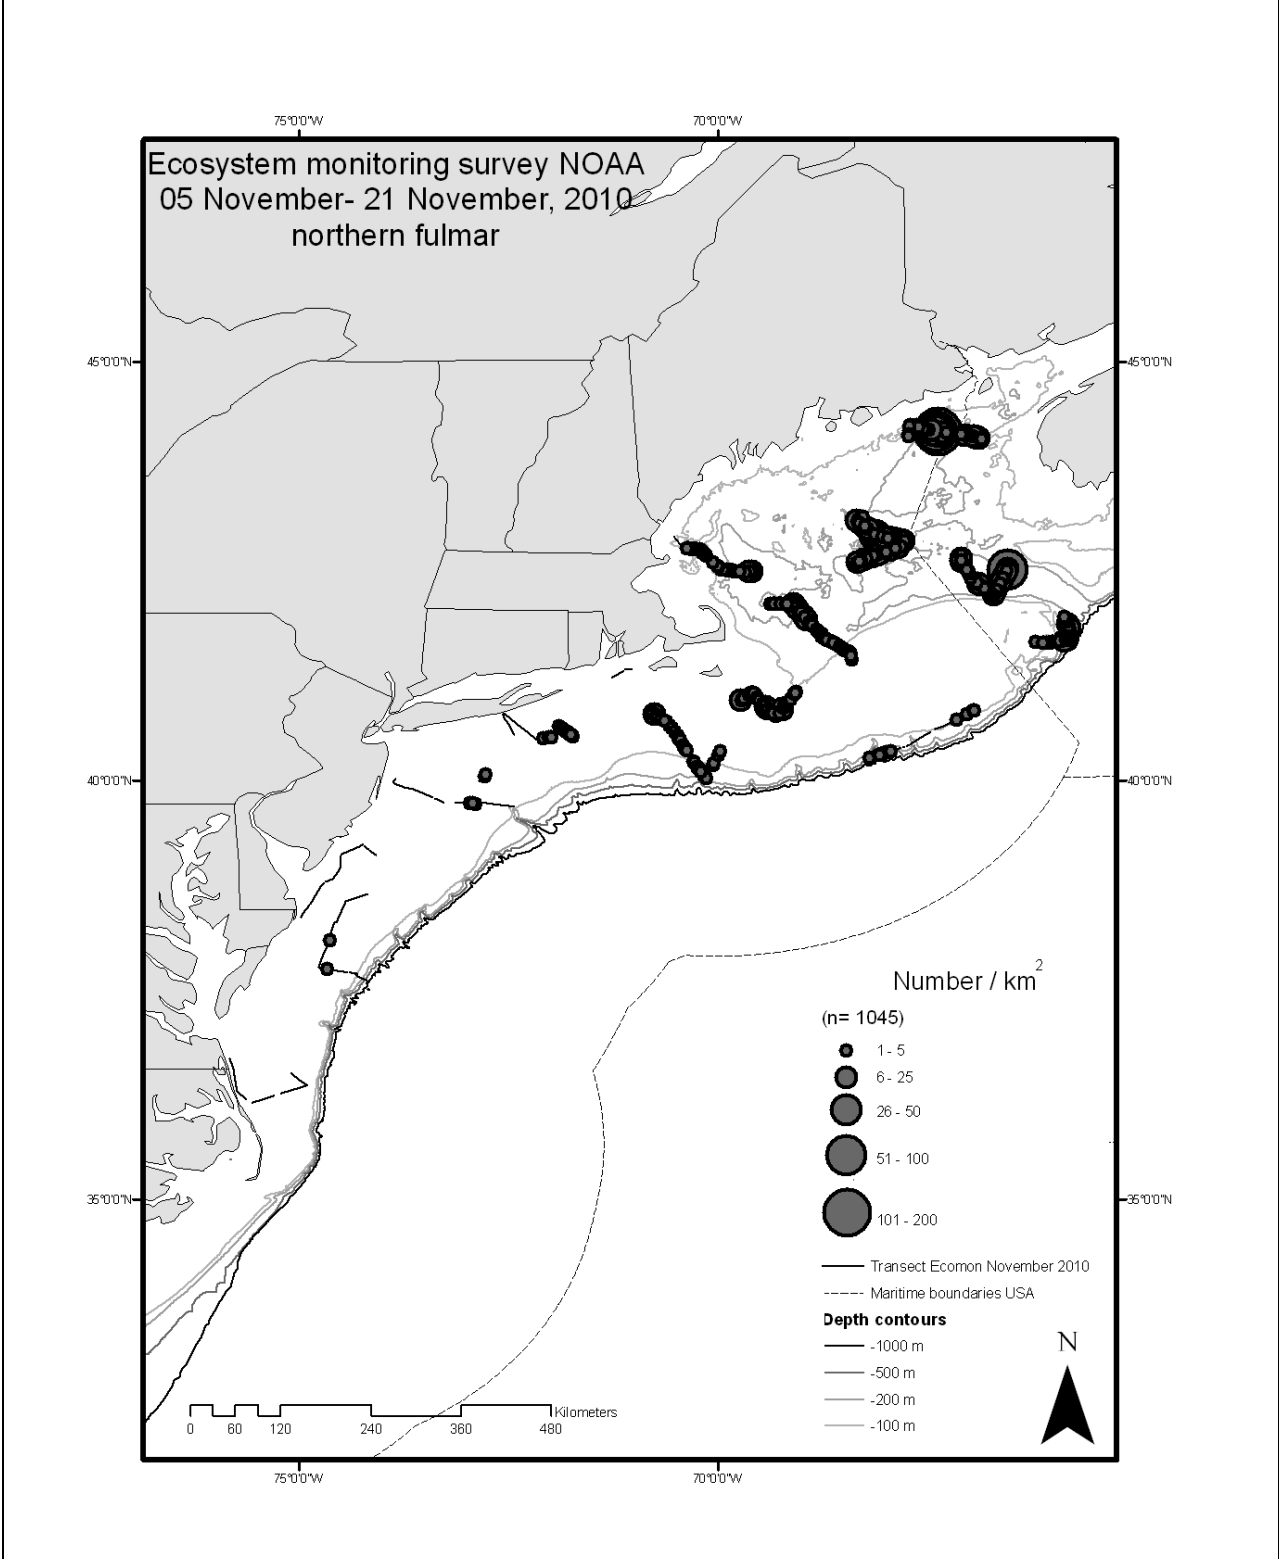 75°0'0"W 70°0'0"W
Ecosystem monitoring survey NOAA
05 November- 21 November, 2010
northern fulmar
45°0'0"N 45°0'0"N
40°0'0"N 40°0'0"N
Number / km2
(n= 1045)
1 - 5
6 - 25
26 - 50
51 - 100
35°0'0"N 35°0'0"N
101 - 200
Transect Ecomon November 2010
Maritime boundaries USA
Depth contours
N
-1000 m
-500 m
-200 m
-100 m
Kilometers
0 60 120 240 360 480
75°0'0"W 70°0'0"W